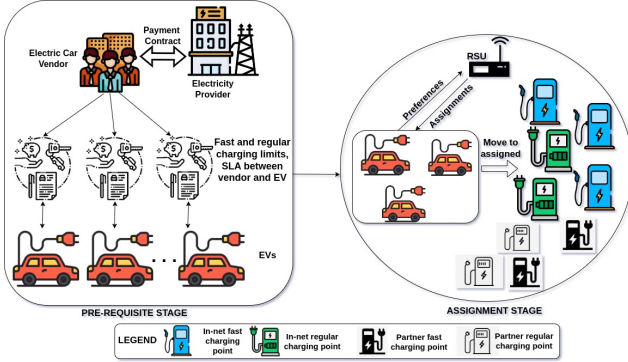 Electric Car
Vendor
Payment
Contract
Electricity
Provider
Fast and regular
charging limits,
SLA between
vendor and EV
EVs
. . .
PRE-REQUISITE STAGE
RSU
Preferences
Assignments
Move to
assigned
ASSIGNMENT STAGE
LEGEND
In-net fast
charging
point
In-net regular
charging point
Partner fast
charging point
Partner regular
charging point